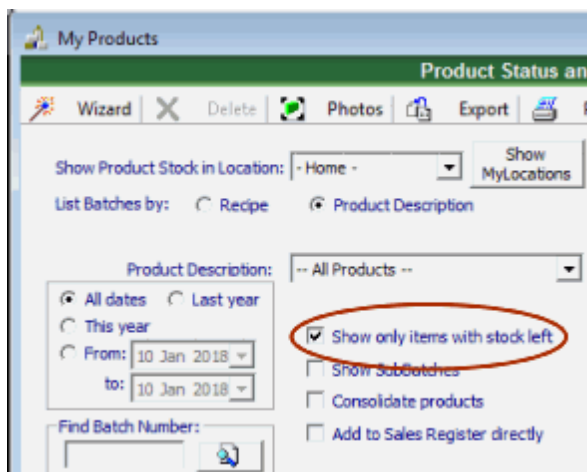 My Products
Product Status an
Wizard Delete Photos Export
Show Product Stock in Location: - Home - Show MyLocations
List Batches by: Recipe Product Description
Product Description: -- All Products --
All dates Last year
This year
From: 10 Jan 2018
to: 10 Jan 2018
Show only items with stock left
Show SubBatches
Consolidate products
Add to Sales Register directly
Find Batch Number: